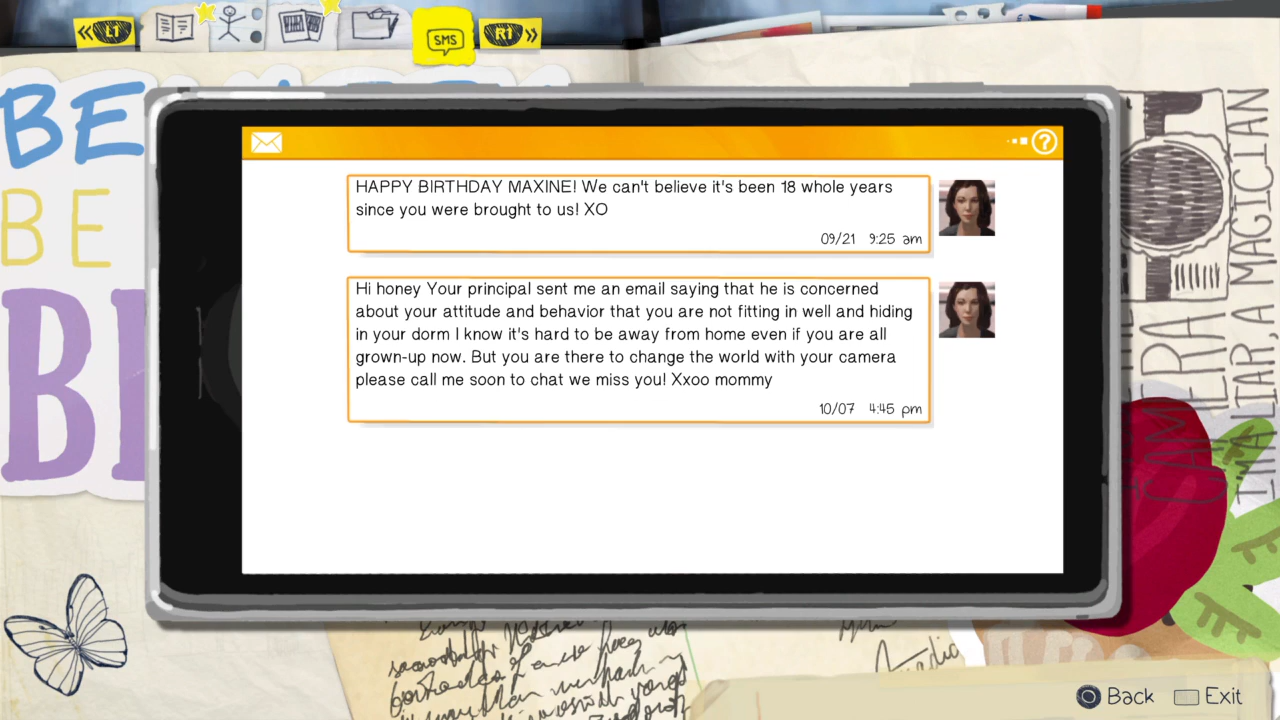 L1
SMS
R1
BE
BE
HAPPY BIRTHDAY MAXINE! We can't believe it's been 18 whole years
since you were brought to us! XO
09/21 9:25 am
Hi honey Your principal sent me an email saying that he is concerned
about your attitude and behavior that you are not fitting in well and hiding
in your dorm I know it's hard to be away from home even if you are all
grown-up now. But you are there to change the world with your camera
please call me soon to chat we miss you! Xxoo mommy
10/07 4:45 pm
CAMERA
LIAR, A MAGICIAN
Back
Exit